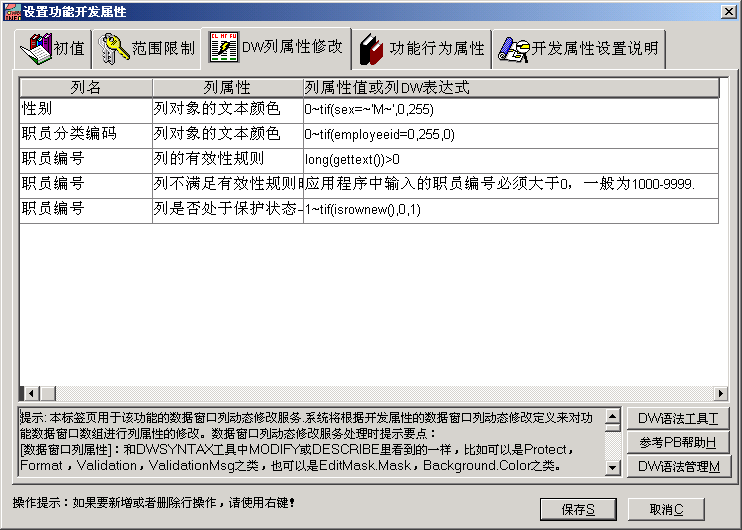 设置功能开发属性
初值 范围限制 DW列属性修改 功能行为属性 开发属性设置说明
列名 列属性 列属性值或列DW表达式
性别 列对象的文本颜色 0~tif(sex=~'M~',0,255)
职员分类编码 列对象的文本颜色 0~tif(employeeid=0,255,0)
职员编号 列的有效性规则 long(gettext())>0
职员编号 列不满足有效性规则时 应用程序中输入的职员编号必须大于0，一般为1000-9999.
职员编号 列是否处于保护状态- 1~tif(isrownew(),0,1)
提示: 本标签页用于该功能的数据窗口列动态修改服务.系统将根据开发属性的数据窗口列动态修改定义来对功
能数据窗口数组进行列属性的修改。数据窗口列动态修改服务处理时提示要点：
[数据窗口列属性]：和DWSYNTAX工具中MODIFY或DESCRIBE里看到的一样，比如可以是Protect，
Format，Validation，ValidationMsg之类，也可以是EditMask.Mask，Background.Color之类。
DW语法工具T
参考PB帮助H
DW语法管理M
操作提示：如果要新增或者删除行操作，请使用右键！
保存S 取消C